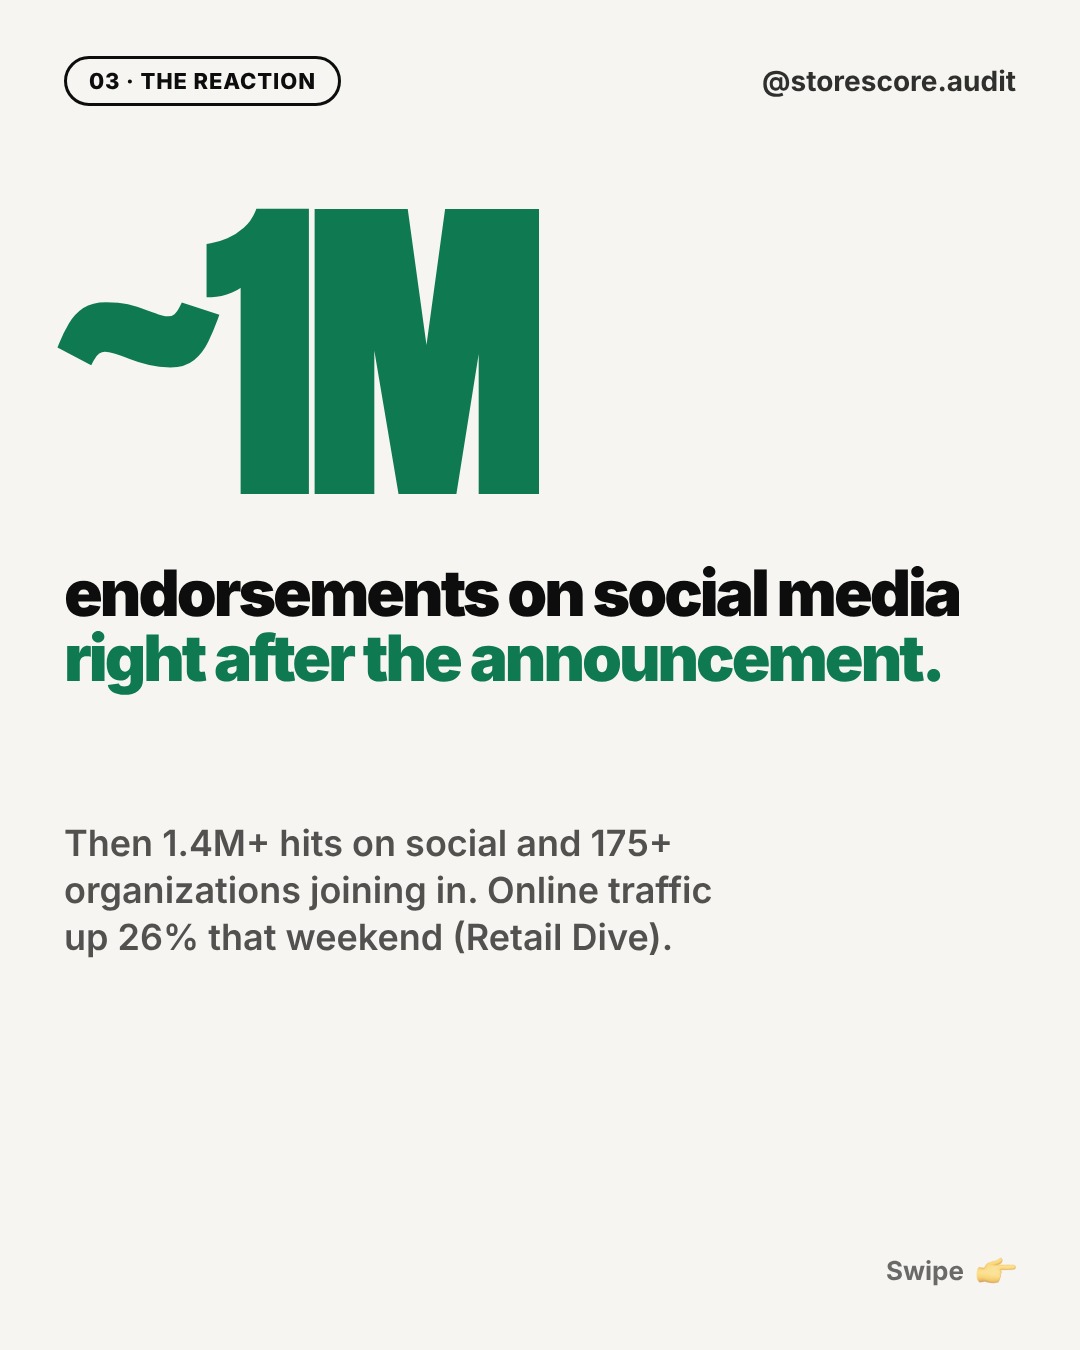 03 · THE REACTION
@storescore.audit
~1M
endorsements on social media
right after the announcement.
Then 1.4M+ hits on social and 175+
organizations joining in. Online traffic
up 26% that weekend (Retail Dive).
Swipe 👉